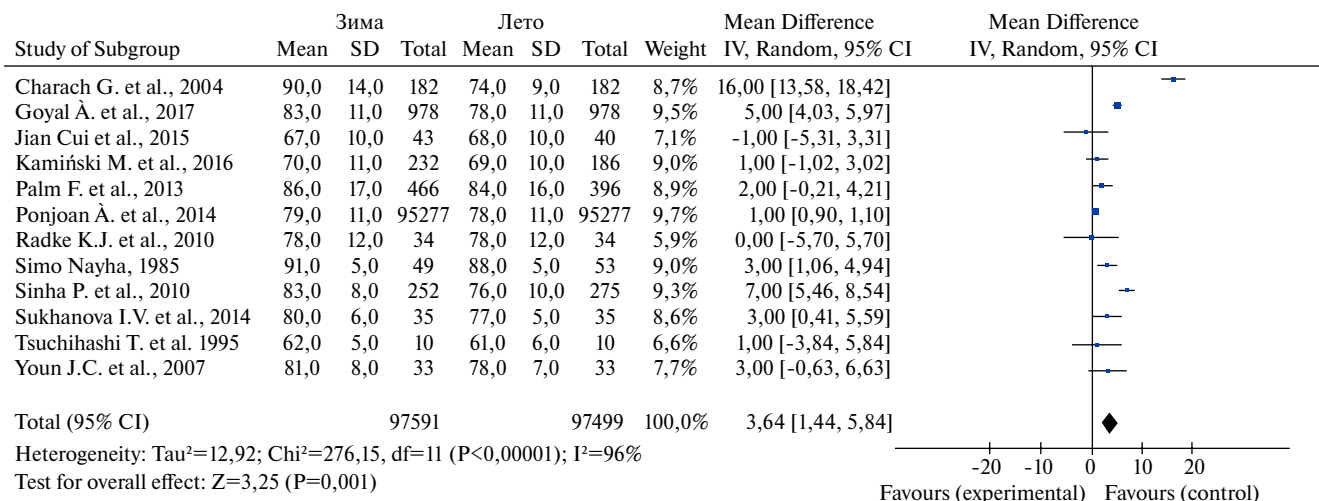 Зима Лето Mean Difference Mean Difference
Study of Subgroup Mean SD Total Mean SD Total Weight IV, Random, 95% CI IV, Random, 95% CI
Charach G. et al., 2004 90,0 14,0 182 74,0 9,0 182 8,7% 16,00 [13,58, 18,42]
Goyal À. et al., 2017 83,0 11,0 978 78,0 11,0 978 9,5% 5,00 [4,03, 5,97]
Jian Cui et al., 2015 67,0 10,0 43 68,0 10,0 40 7,1% -1,00 [-5,31, 3,31]
Kamiński M. et al., 2016 70,0 11,0 232 69,0 10,0 186 9,0% 1,00 [-1,02, 3,02]
Palm F. et al., 2013 86,0 17,0 466 84,0 16,0 396 8,9% 2,00 [-0,21, 4,21]
Ponjoan À. et al., 2014 79,0 11,0 95277 78,0 11,0 95277 9,7% 1,00 [0,90, 1,10]
Radke K.J. et al., 2010 78,0 12,0 34 78,0 12,0 34 5,9% 0,00 [-5,70, 5,70]
Simo Nayha, 1985 91,0 5,0 49 88,0 5,0 53 9,0% 3,00 [1,06, 4,94]
Sinha P. et al., 2010 83,0 8,0 252 76,0 10,0 275 9,3% 7,00 [5,46, 8,54]
Sukhanova I.V. et al., 2014 80,0 6,0 35 77,0 5,0 35 8,6% 3,00 [0,41, 5,59]
Tsuchihashi T. et al. 1995 62,0 5,0 10 61,0 6,0 10 6,6% 1,00 [-3,84, 5,84]
Youn J.C. et al., 2007 81,0 8,0 33 78,0 7,0 33 7,7% 3,00 [-0,63, 6,63]
Total (95% CI) 97591 97499 100,0% 3,64 [1,44, 5,84]
Heterogeneity: Tau²=12,92; Chi²=276,15, df=11 (P<0,00001); I²=96%
Test for overall effect: Z=3,25 (P=0,001)
-20 -10 0 10 20
Favours (experimental) Favours (control)